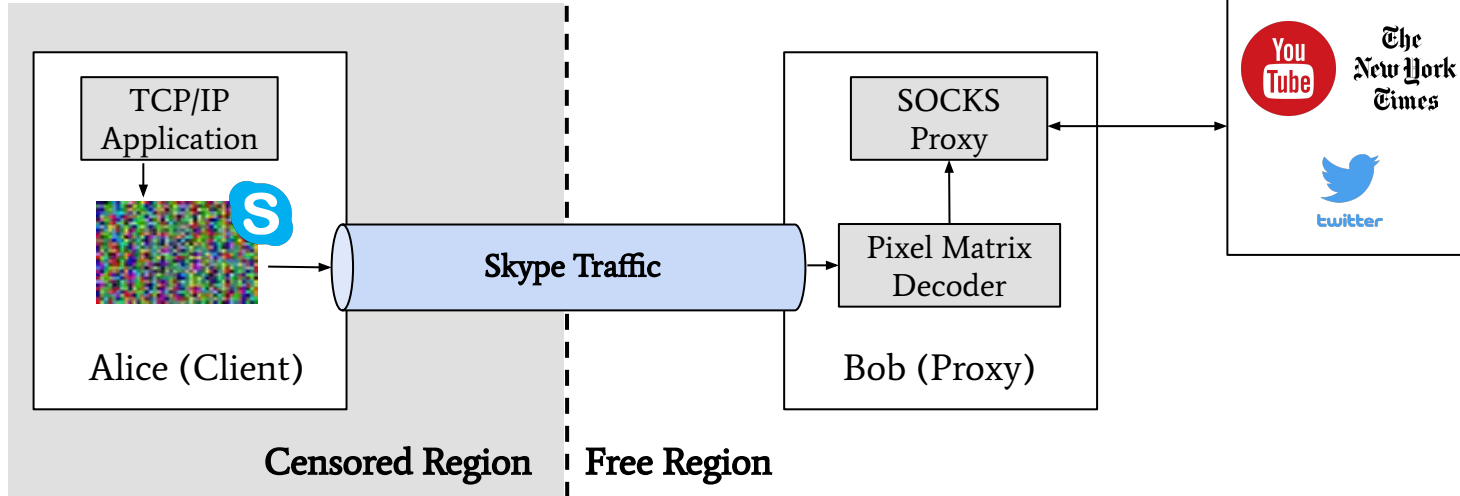 TCP/IP
Application
S
Alice (Client)
Censored Region
Skype Traffic
Free Region
SOCKS
Proxy
Pixel Matrix
Decoder
Bob (Proxy)
You
Tube
The
New York
Times
twitter